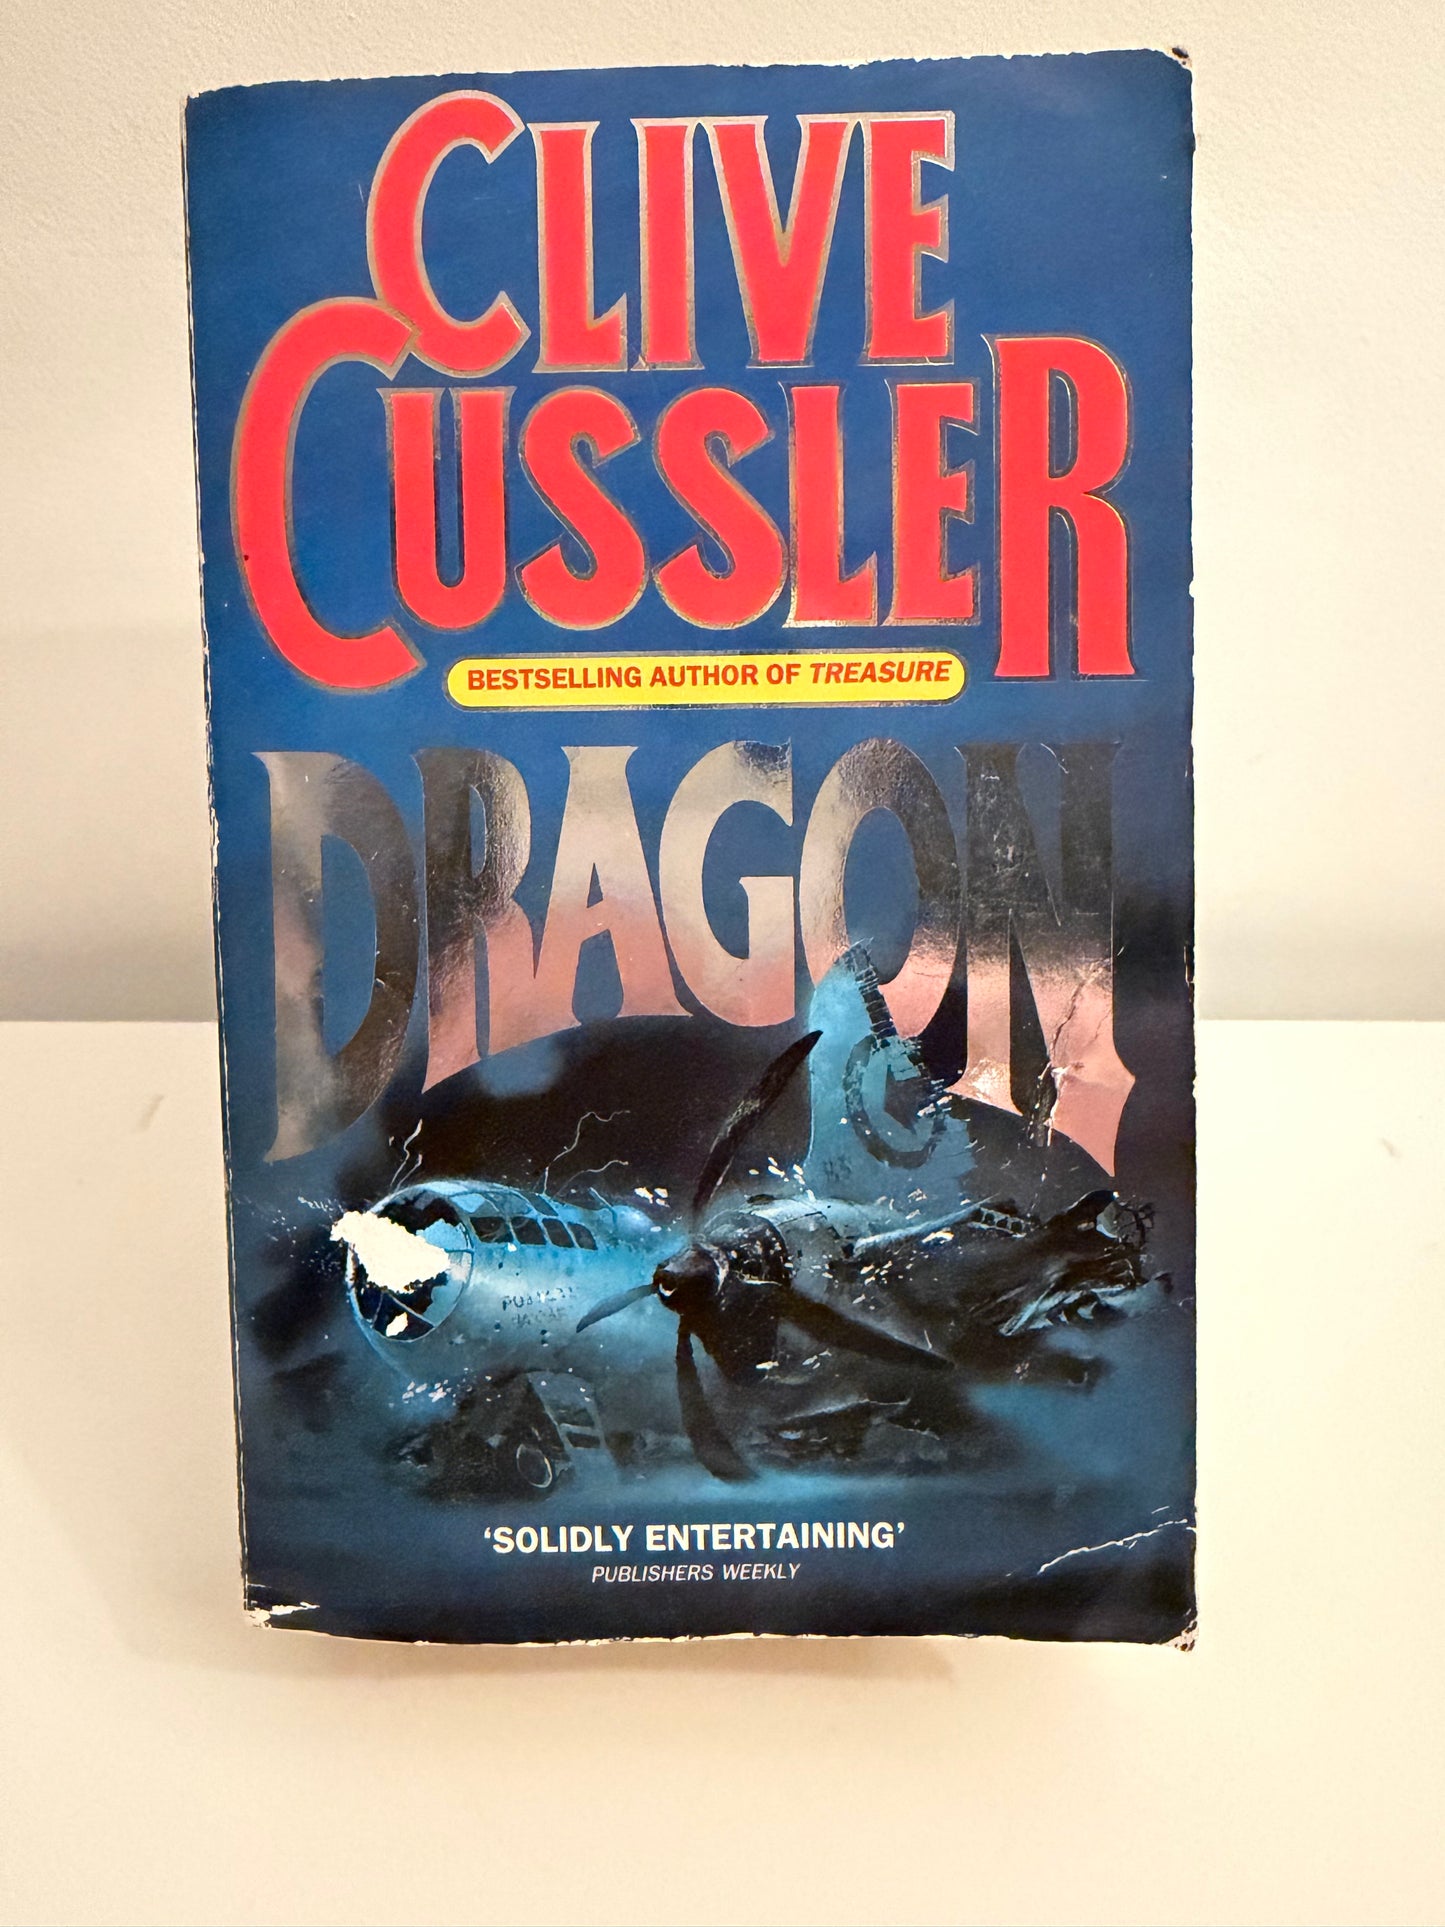 CLIVE
CUSSLER
BESTSELLING AUTHOR OF TREASURE
DRAGON
'SOLIDLY ENTERTAINING'
PUBLISHERS WEEKLY